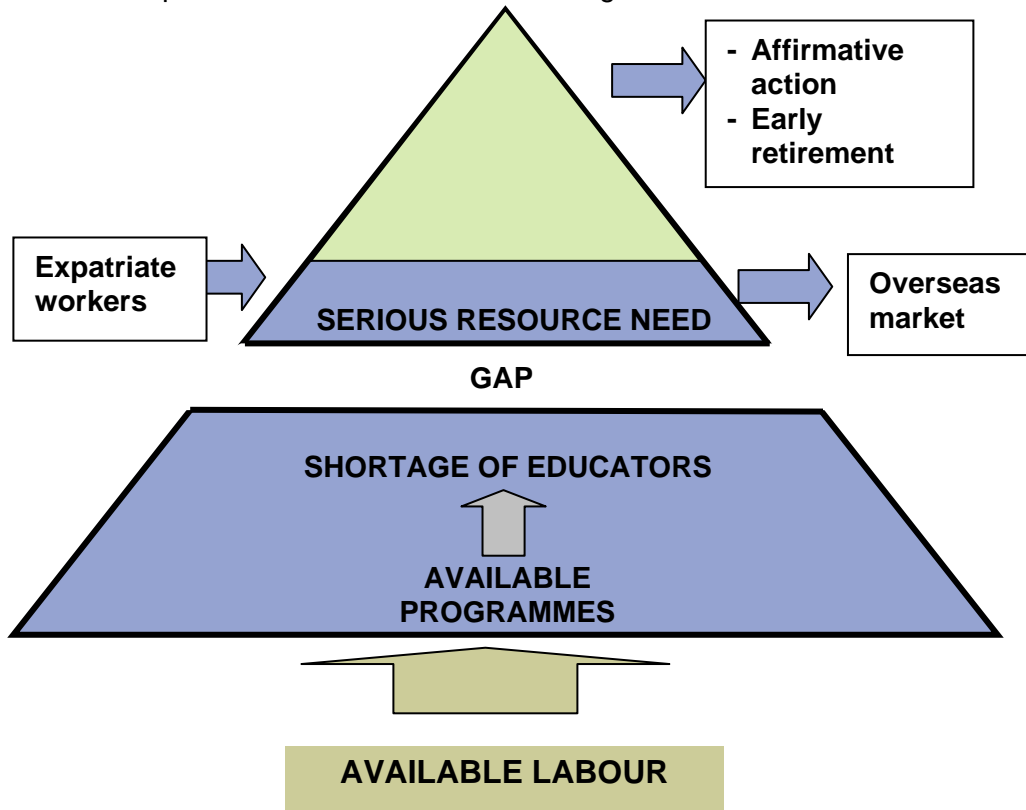 - Affirmative
action
- Early
retirement
Expatriate
workers
Overseas
market
SERIOUS RESOURCE NEED
GAP
SHORTAGE OF EDUCATORS
AVAILABLE
PROGRAMMES
AVAILABLE LABOUR